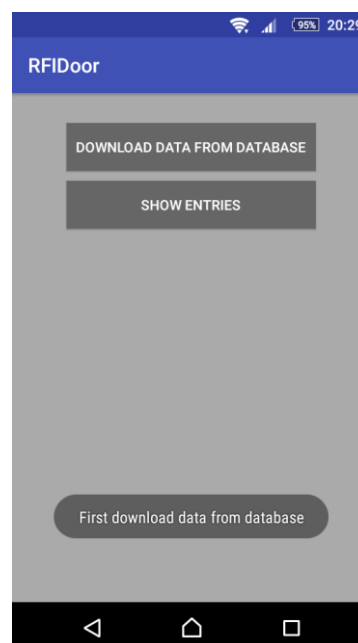 95% 20:29
RFIDoor
DOWNLOAD DATA FROM DATABASE
SHOW ENTRIES
First download data from database